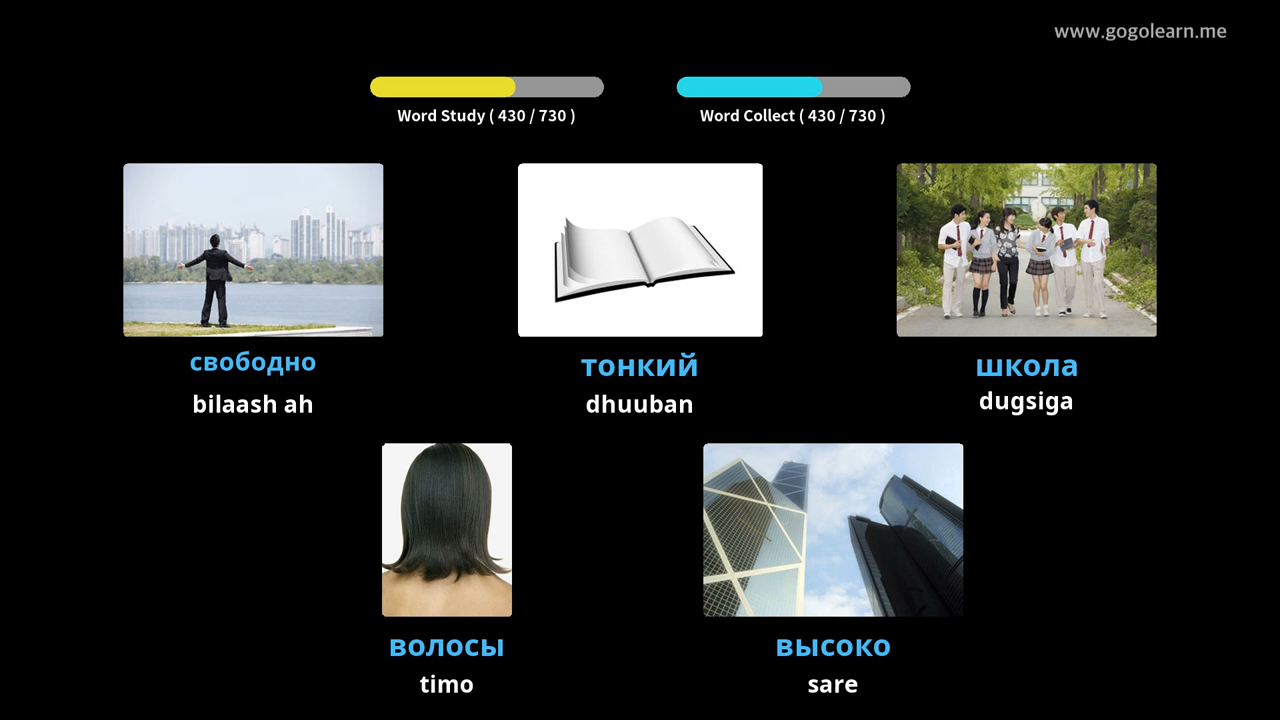 www.gogolearn.me
Word Study ( 430 / 730 )
Word Collect ( 430 / 730 )
свободно
bilaash ah
тонкий
dhuuban
школа
dugsiga
волосы
timo
высоко
sare